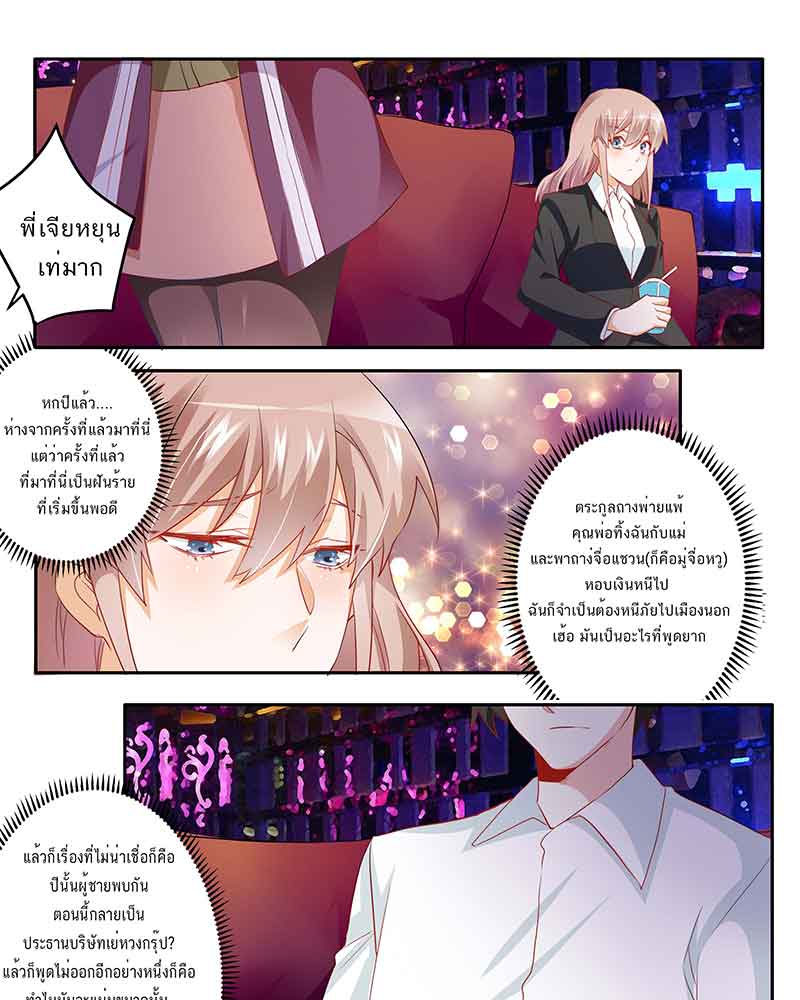 พี่เจียหยุน
เท่มาก
หกปีแล้ว....
ห่างจากครั้งที่แล้วมาที่นี่
แต่ว่าครั้งที่แล้ว
ที่มาที่นี่เป็นฝันร้าย
ที่เริ่มขึ้นพอดี
ตระกูลถางพ่ายแพ้
คุณพ่อทิ้งฉันกับแม่
และพาถางจื่อแชวน(ก็คือมู่จื่อหวู)
หอบเงินหนีไป
ฉันก็จำเป็นต้องหนีภัยไปเมืองนอก
เฮ้อ มันเป็นอะไรที่พูดยาก
แล้วก็เรื่องที่ไม่น่าเชื่อก็คือ
ปีนั้นผู้ชายพบกัน
ตอนนี้กลายเป็น
ประธานบริษัทเย่หวงกรุ๊ป?
แล้วก็พูดไม่ออกอีกอย่างหนึ่งก็คือ